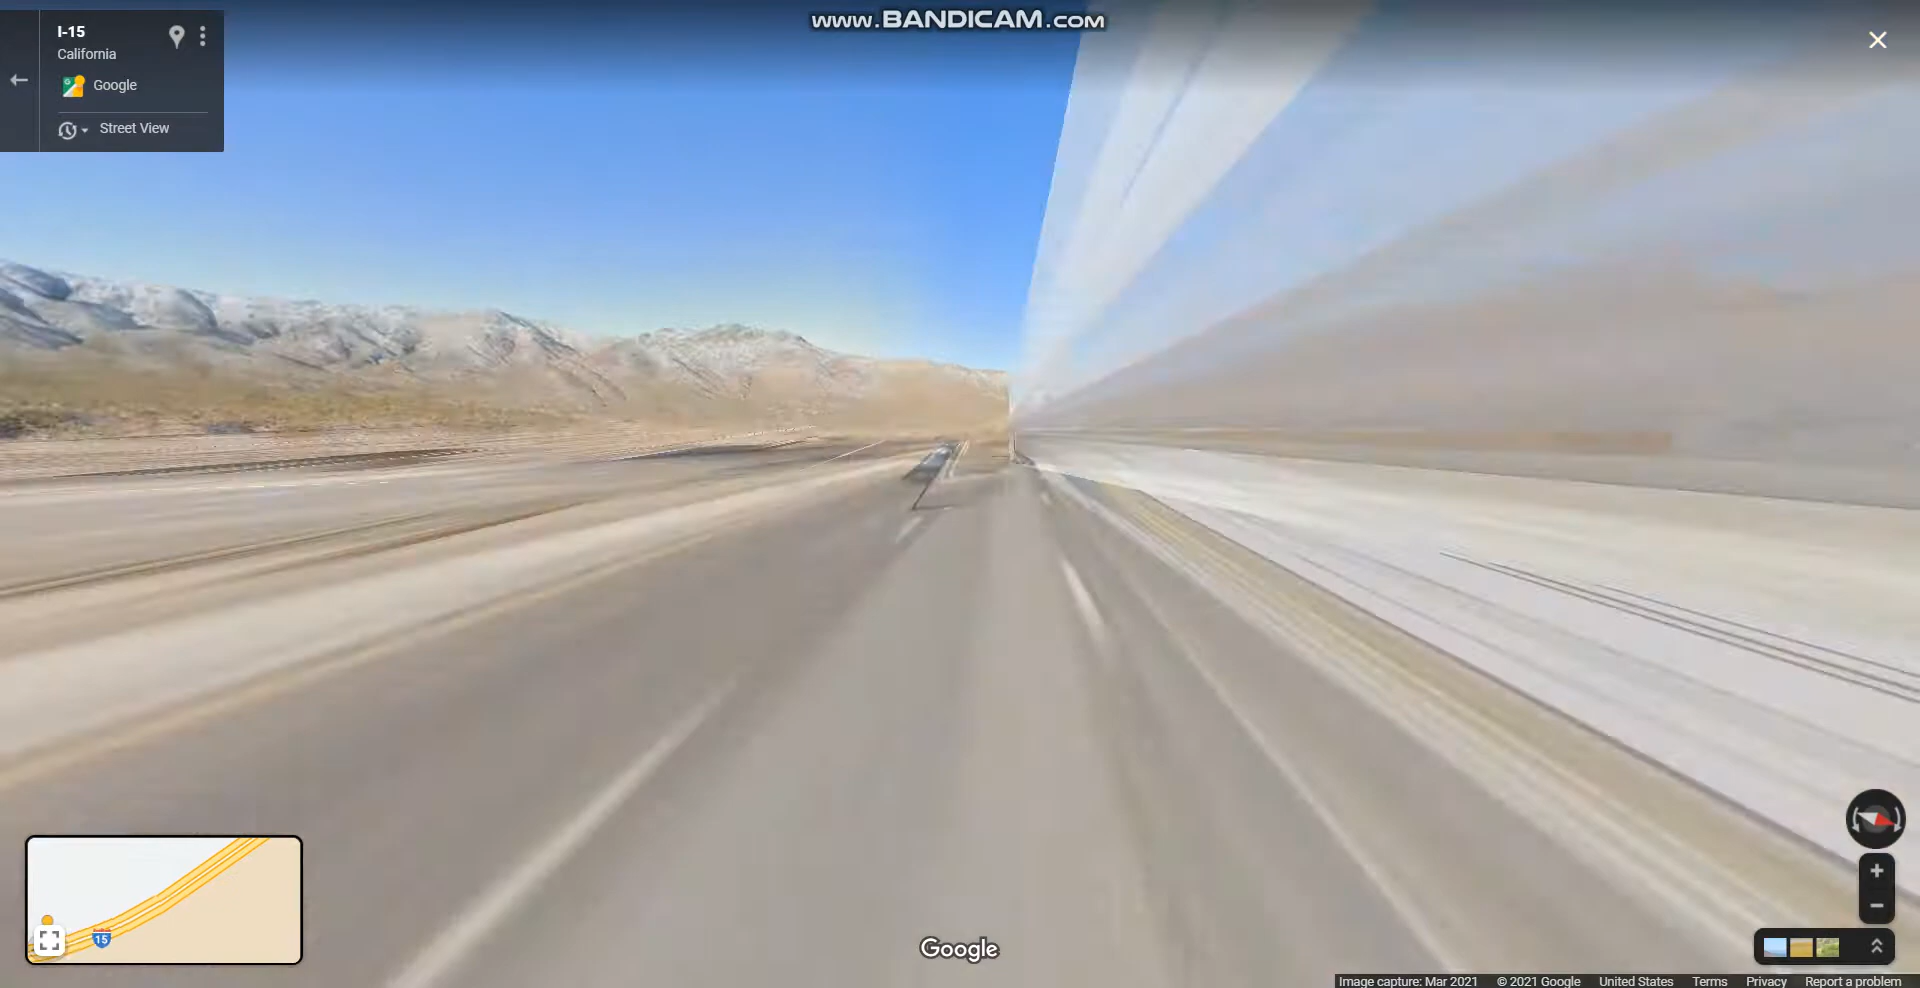 www.BANDICAM.com
I-15
California
Google
Street View
15
Google
Image capture: Mar 2021 © 2021 Google United States Terms Privacy Report a problem